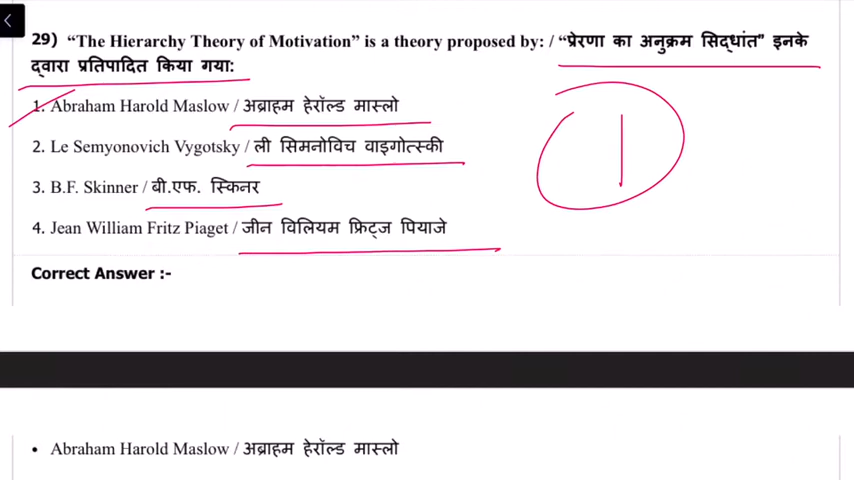 29) “The Hierarchy Theory of Motivation” is a theory proposed by: / “प्रेरणा का अनुक्रम सिद्धांत” इनके
द्वारा प्रतिपादित किया गया:
1. Abraham Harold Maslow / अब्राहम हेरॉल्ड मास्लो
1
2. Le Semyonovich Vygotsky / ली सिमनोविच वाइगोत्स्की
3. B.F. Skinner / बी.एफ. स्किनर
4. Jean William Fritz Piaget / जीन विलियम फ्रिट्ज पियाजे
Correct Answer :-
• Abraham Harold Maslow / अब्राहम हेरॉल्ड मास्लो